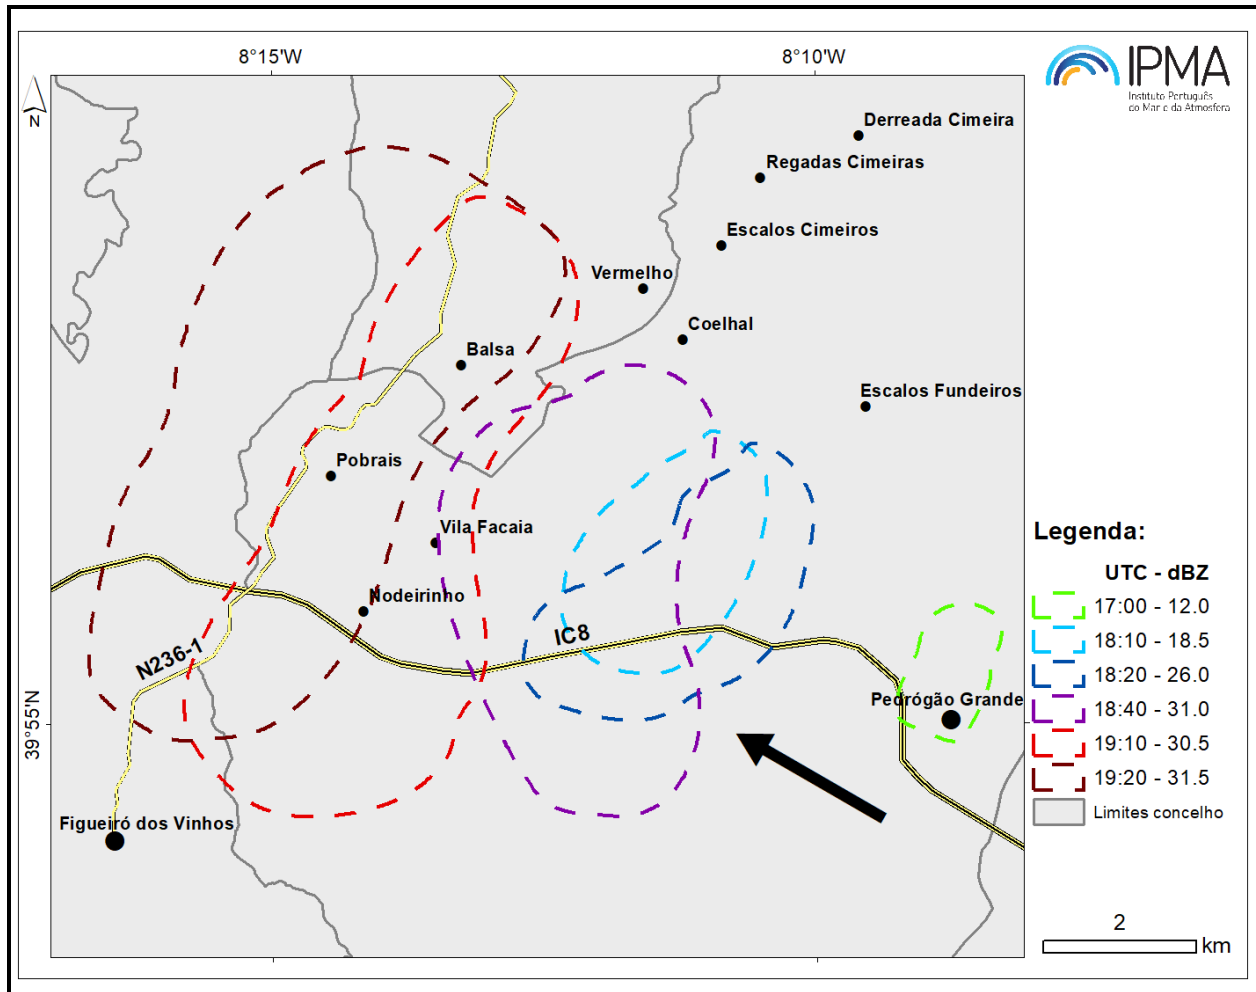 8°15'W
8°10'W
IPMA
Instituto Português
do Mar e da Atmosfera
N
Derreada Cimeira
Regadas Cimeiras
Escalos Cimeiros
Vermelho
Coelhal
Balsa
Escalos Fundeiros
Pobrais
Vila Facaia
Nodeirinho
IC8
N236-1
Pedrógão Grande
39°55'N
Figueiró dos Vinhos
Legenda:
UTC - dBZ
17:00 - 12.0
18:10 - 18.5
18:20 - 26.0
18:40 - 31.0
19:10 - 30.5
19:20 - 31.5
Limites concelho
2
km